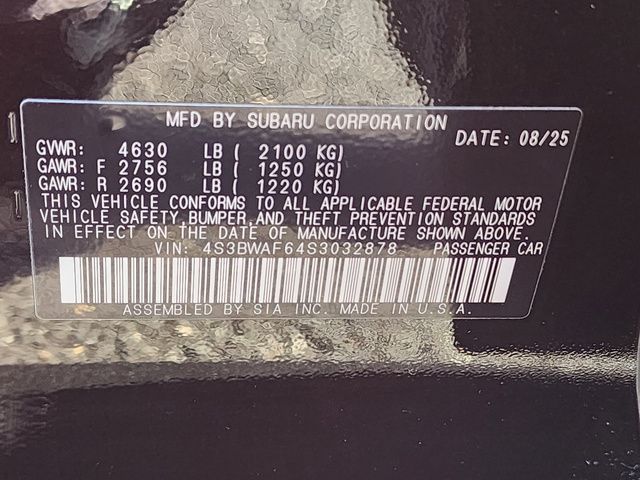 MFD BY SUBARU CORPORATION
DATE: 08/25
GVWR: 4630 LB ( 2100 KG)
GAWR: F 2756 LB ( 1250 KG)
GAWR: R 2690 LB ( 1220 KG)
THIS VEHICLE CONFORMS TO ALL APPLICABLE FEDERAL MOTOR
VEHICLE SAFETY,BUMPER,AND THEFT PREVENTION STANDARDS
IN EFFECT ON THE DATE OF MANUFACTURE SHOWN ABOVE.
VIN: 4S3BWAF64S3032878 PASSENGER CAR
ASSEMBLED BY SIA INC. MADE IN U.S.A.